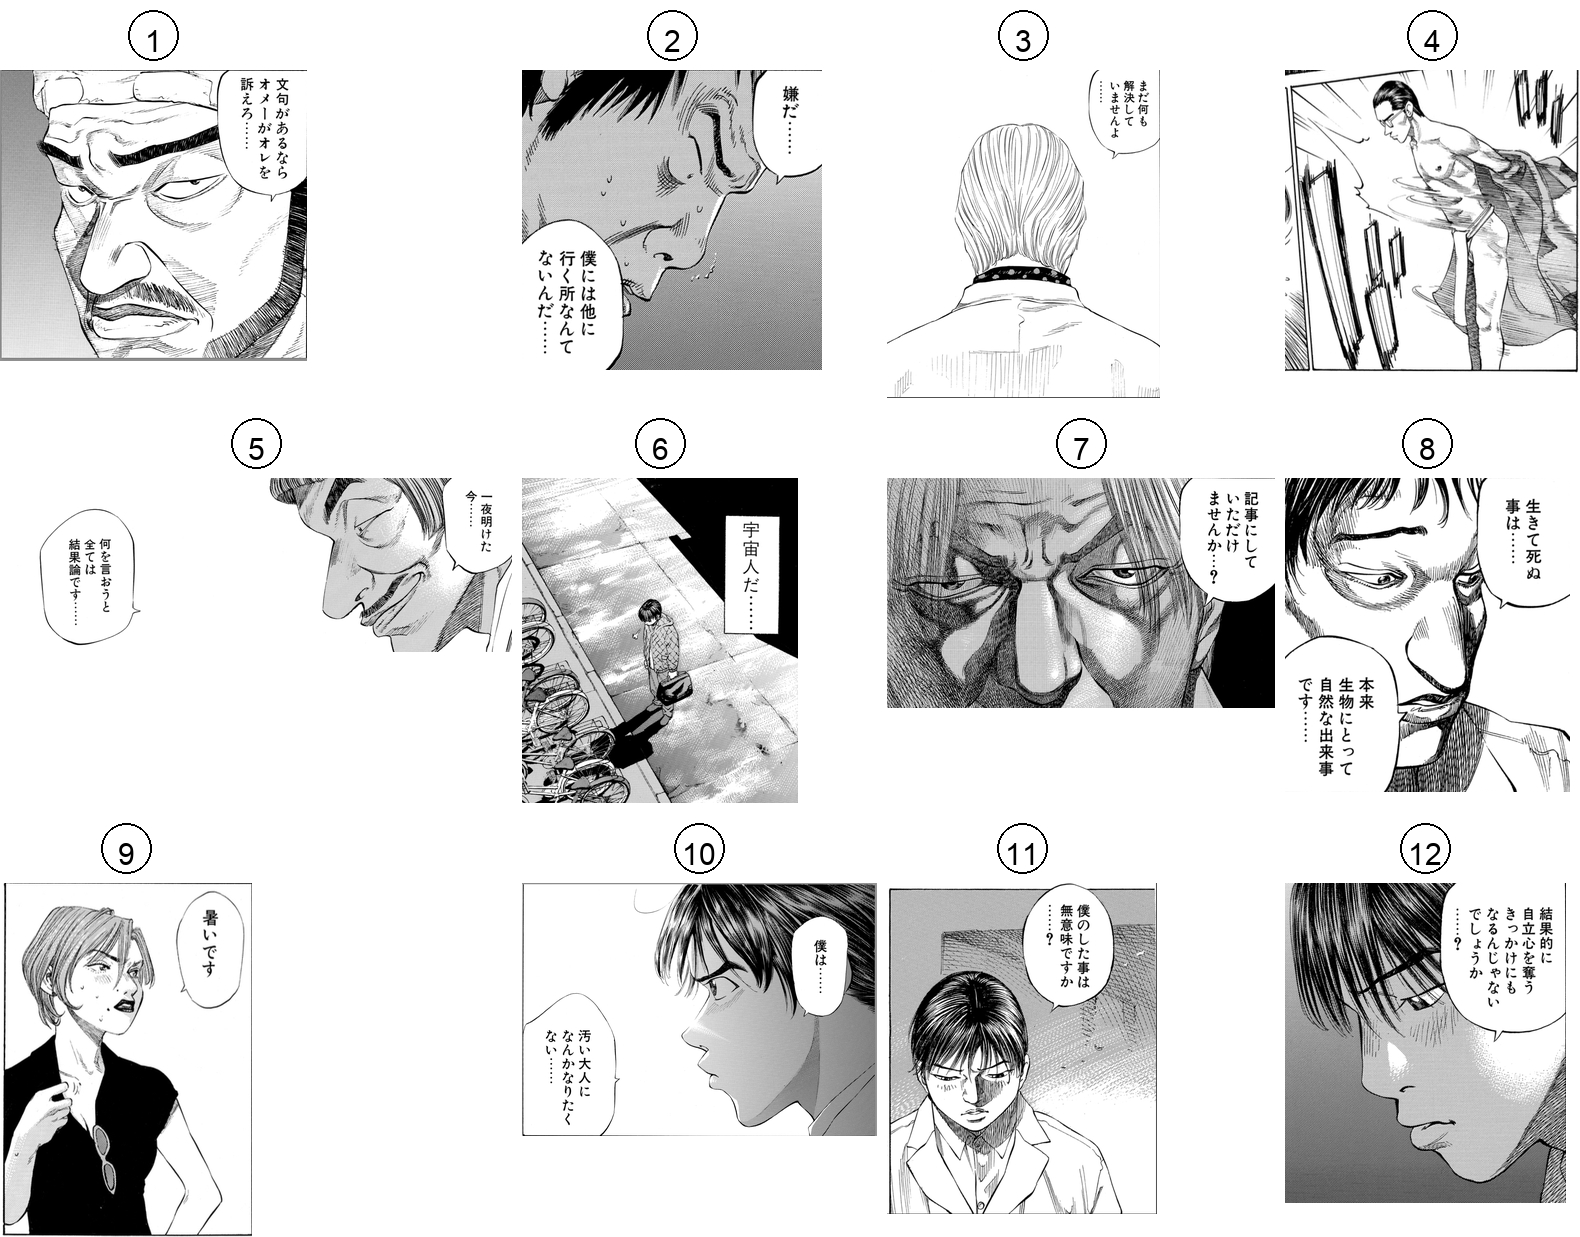 1
文句があるなら
オメーがオレを
訴えろ……
2
嫌だ……
僕には他に
行く所なんて
ないんだ……
3
まだ何も
解決して
いませんよ
……
4
5
一夜明けた
今……
何を言おうと
全ては
結果論です……
6
宇宙人だ……
7
記事にして
いただけ
ませんか…?
8
生きて死ぬ
事は……
本来
生物にとって
自然な出来事
です……
9
暑いです
10
僕は……
汚い大人に
なんかなりたく
ない……
11
僕のした事は
無意味ですか
……?
12
結果的に
自立心を奪う
きっかけにも
なるんじゃない
でしょうか
……?